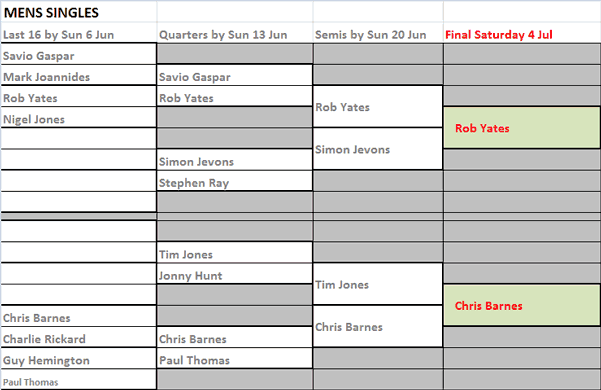 MENS SINGLES
Last 16 by Sun 6 Jun Quarters by Sun 13 Jun Semis by Sun 20 Jun Final Saturday 4 Jul
Savio Gaspar
Mark Joannides Savio Gaspar
Rob Yates Rob Yates
Rob Yates
Nigel Jones
Rob Yates
Simon Jevons
Simon Jevons
Stephen Ray
Tim Jones
Jonny Hunt
Tim Jones
Chris Barnes
Chris Barnes
Chris Barnes
Charlie Rickard Chris Barnes
Guy Hemington Paul Thomas
Paul Thomas